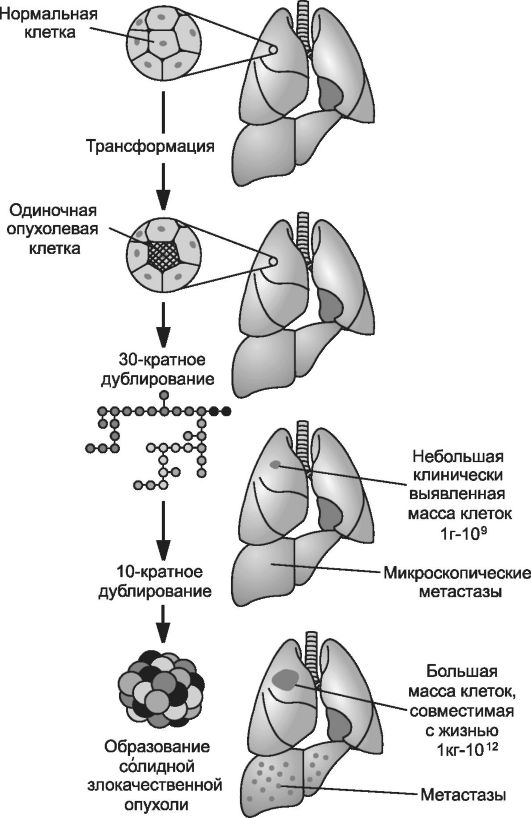 Нормальная
клетка
Трансформация
Одиночная
опухолевая
клетка
30-кратное
дублирование
Небольшая
клинически
выявленная
масса клеток
1г-10⁹
Микроскопические
метастазы
10-кратное
дублирование
Большая
масса клеток,
совместимая
с жизнью
1кг-10¹²
Метастазы
Образование
со́лидной
злокачественной
опухоли